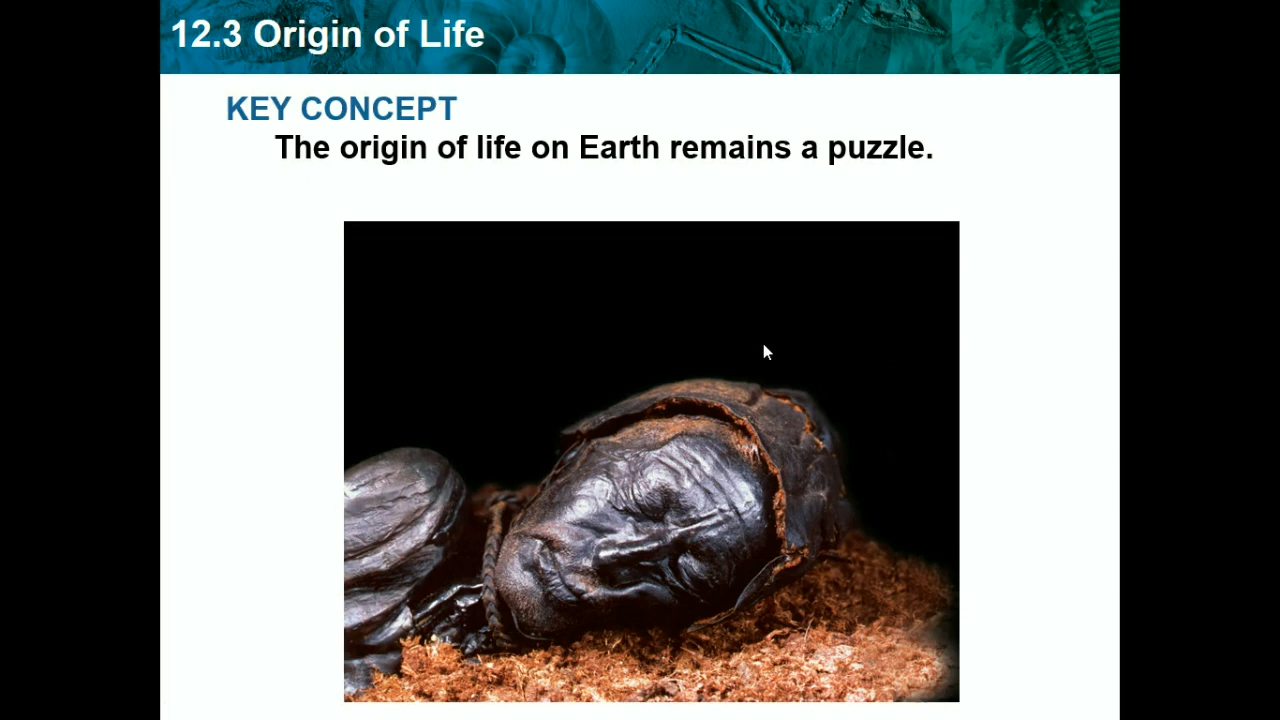 12.3 Origin of Life
KEY CONCEPT
The origin of life on Earth remains a puzzle.